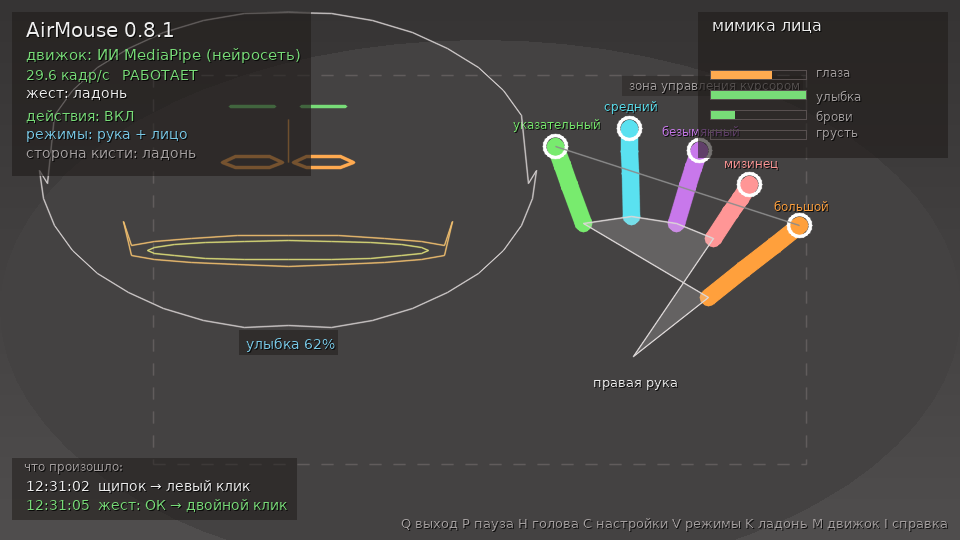 AirMouse 0.8.1
движок: ИИ MediaPipe (нейросеть)
29.6 кадр/с РАБОТАЕТ
жест: ладонь
действия: ВКЛ
режимы: рука + лицо
сторона кисти: ладонь
мимика лица
глаза
улыбка
брови
грусть
зона управления курсором
средний
указательный
безымянный
мизинец
большой
улыбка 62%
правая рука
что произошло:
12:31:02 щипок → левый клик
12:31:05 жест: ОК → двойной клик
Q выход P пауза H голова C настройки V режимы K ладонь M движок I справка